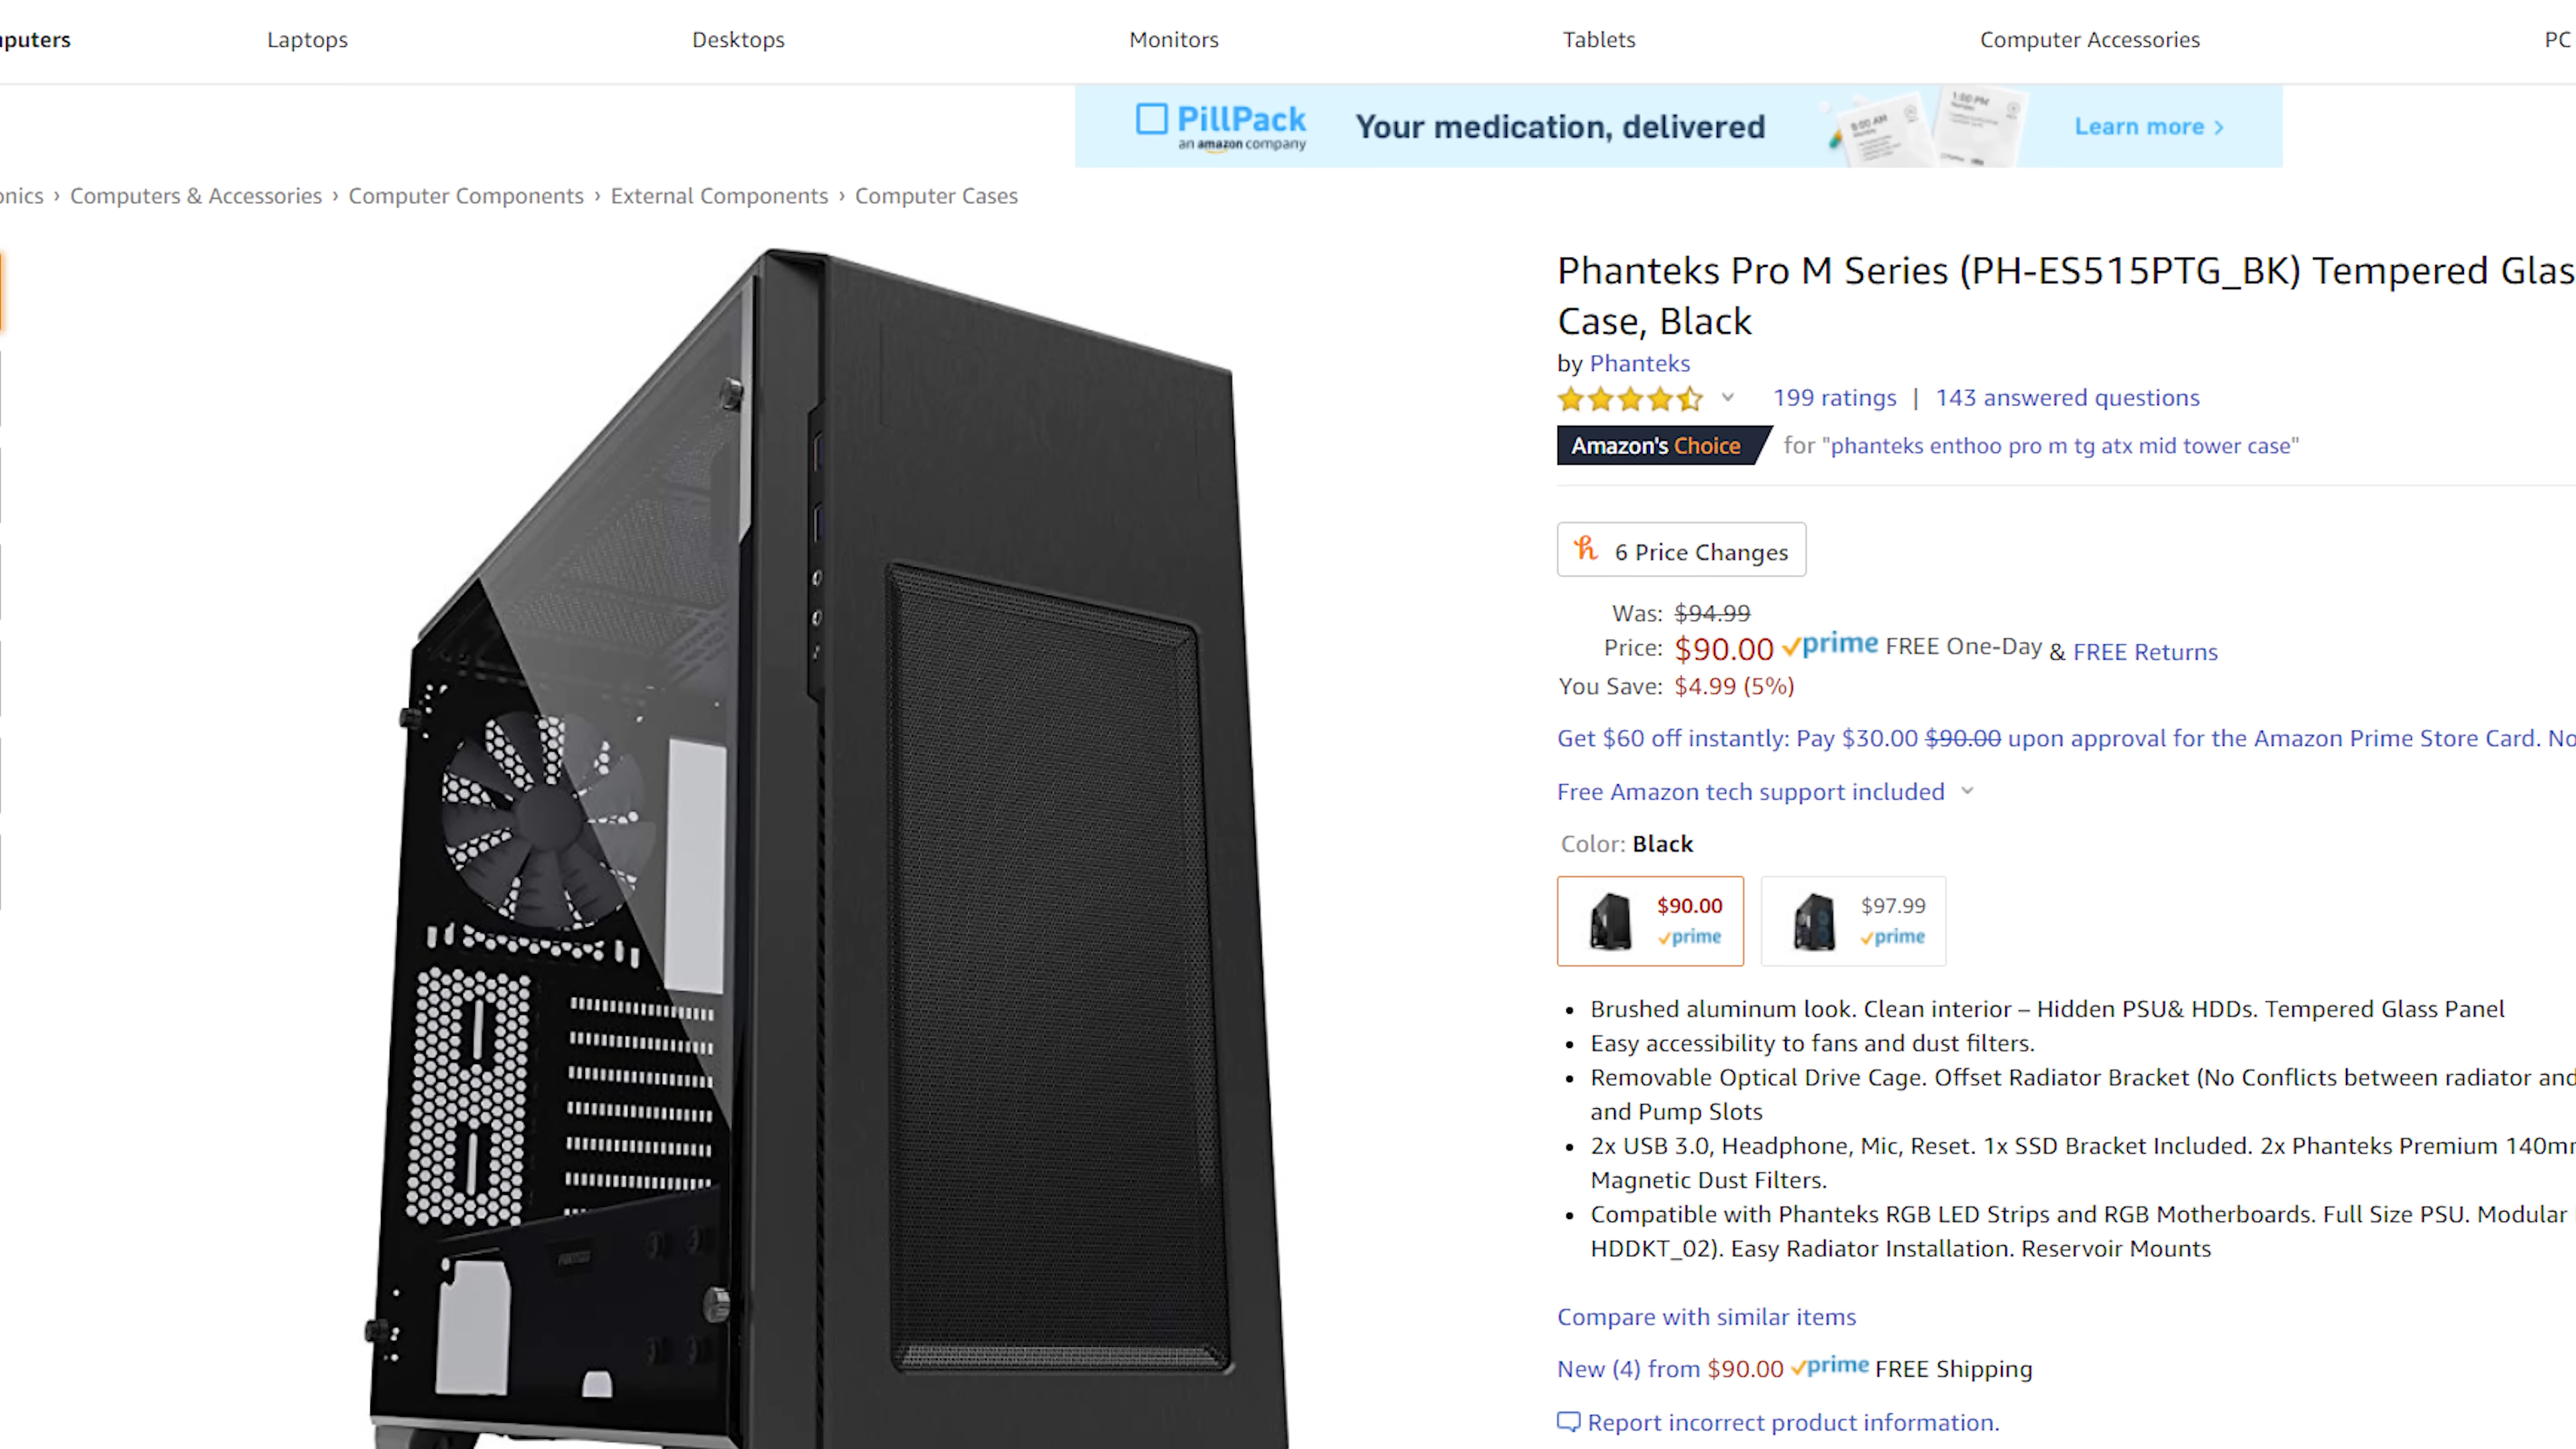 Laptops
Desktops
Monitors
Tablets
Computer Accessories
PC
PillPack
an amazon company
Your medication, delivered
8:00 AM
1:00 PM
Learn more >
› Computers & Accessories › Computer Components › External Components › Computer Cases
Phanteks Pro M Series (PH-ES515PTG_BK) Tempered Glas
Case, Black
by Phanteks
199 ratings | 143 answered questions
Amazon's Choice for "phanteks enthoo pro m tg atx mid tower case"
6 Price Changes
Was: $94.99
Price: $90.00 prime FREE One-Day & FREE Returns
You Save: $4.99 (5%)
Get $60 off instantly: Pay $30.00 $90.00 upon approval for the Amazon Prime Store Card. No
Free Amazon tech support included
Color: Black
$90.00
prime
$97.99
prime
• Brushed aluminum look. Clean interior – Hidden PSU& HDDs. Tempered Glass Panel
• Easy accessibility to fans and dust filters.
• Removable Optical Drive Cage. Offset Radiator Bracket (No Conflicts between radiator and
and Pump Slots
• 2x USB 3.0, Headphone, Mic, Reset. 1x SSD Bracket Included. 2x Phanteks Premium 140m
Magnetic Dust Filters.
• Compatible with Phanteks RGB LED Strips and RGB Motherboards. Full Size PSU. Modular
HDDKT_02). Easy Radiator Installation. Reservoir Mounts
Compare with similar items
New (4) from $90.00 prime FREE Shipping
Report incorrect product information.